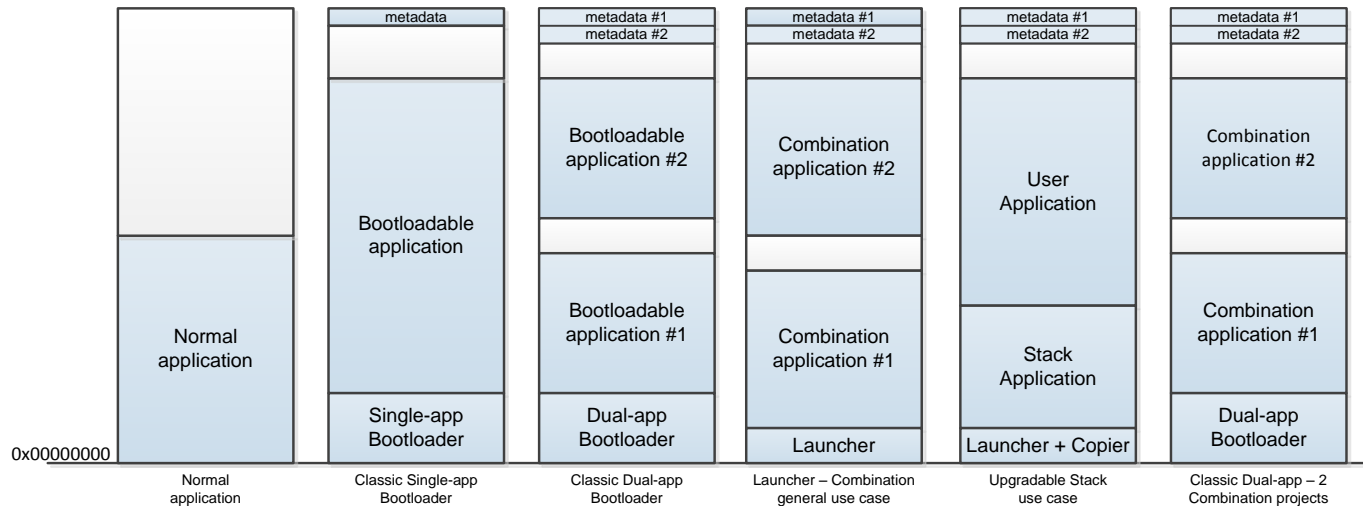 metadata
metadata #1
metadata #1
metadata #1
metadata #1
metadata #2
metadata #2
metadata #2
metadata #2
Normal
application
Bootloadable
application
Single-app
Bootloader
Bootloadable
application #2
Bootloadable
application #1
Dual-app
Bootloader
Combination
application #2
Combination
application #1
Launcher
User
Application
Stack
Application
Launcher + Copier
Combination
application #2
Combination
application #1
Dual-app
Bootloader
0x00000000
Normal
application
Classic Single-app
Bootloader
Classic Dual-app
Bootloader
Launcher – Combination
general use case
Upgradable Stack
use case
Classic Dual-app – 2
Combination projects